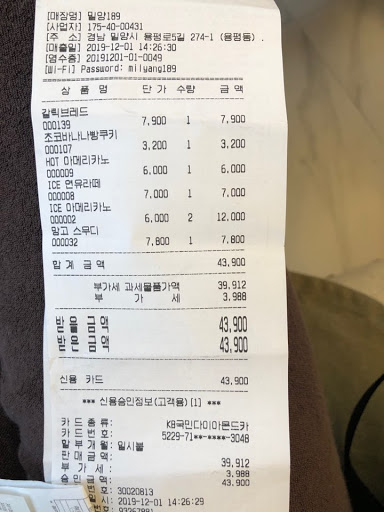 [매장명] 밀양189
[사업자] 175-40-00431
[주 소] 경남 밀양시 용평로5길 274-1 (용평동) .
[매출일] 2019-12-01 14:26:30
[영수증] 20191201-01-0049
[Wi-Fi] Password: milyang189
상 품 명 단 가 수량 금 액
갈릭브레드
000139 7,900 1 7,900
초코바나나빵쿠키
000107 3,200 1 3,200
HOT 아메리카노
000009 6,000 1 6,000
ICE 연유라떼
000008 7,000 1 7,000
ICE 아메리카노
000002 6,000 2 12,000
망고 스무디
000032 7,800 1 7,800
합 계 금 액 43,900
부가세 과세물품가액 39,912
부 가 세 3,988
받을 금액 43,900
받은 금액 43,900
신용 카드 43,900
*** 신용승인정보(고객용) [1] ***
카 드 종 류: KB국민다이아몬드카
카 드 번 호: 5229-71**-****-3048
할 부 개 월: 일시불
판 매 금 액: 39,912
부 가 세: 3,988
승 인 금 액: 43,900
호: 30020813
일시: 2019-12-01 14:26:29
: 93267881